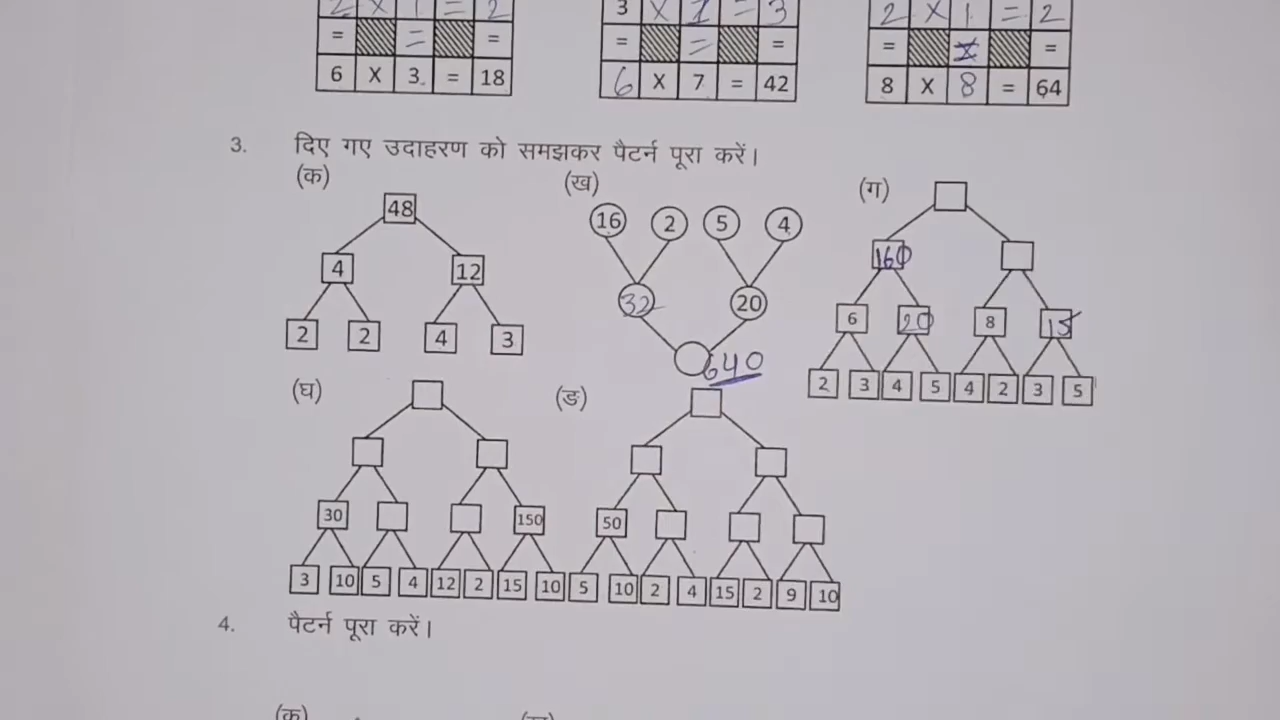 2 x 1 = 2 3 x 1 = 3 2 x 1 = 2
= = = = = = = x =
6 X 3 = 18 6 X 7 = 42 8 X 8 = 64
3. दिए गए उदाहरण को समझकर पैटर्न पूरा करें।
(क) (ख) (ग)
48 16 2 5 4
160
4 12 32 20
6 20 8 15
2 2 4 3 640
2 3 4 5 4 2 3 5
(घ) (ङ)
30 150 50
3 10 5 4 12 2 15 10 5 10 2 4 15 2 9 10
4. पैटर्न पूरा करें।
(क)